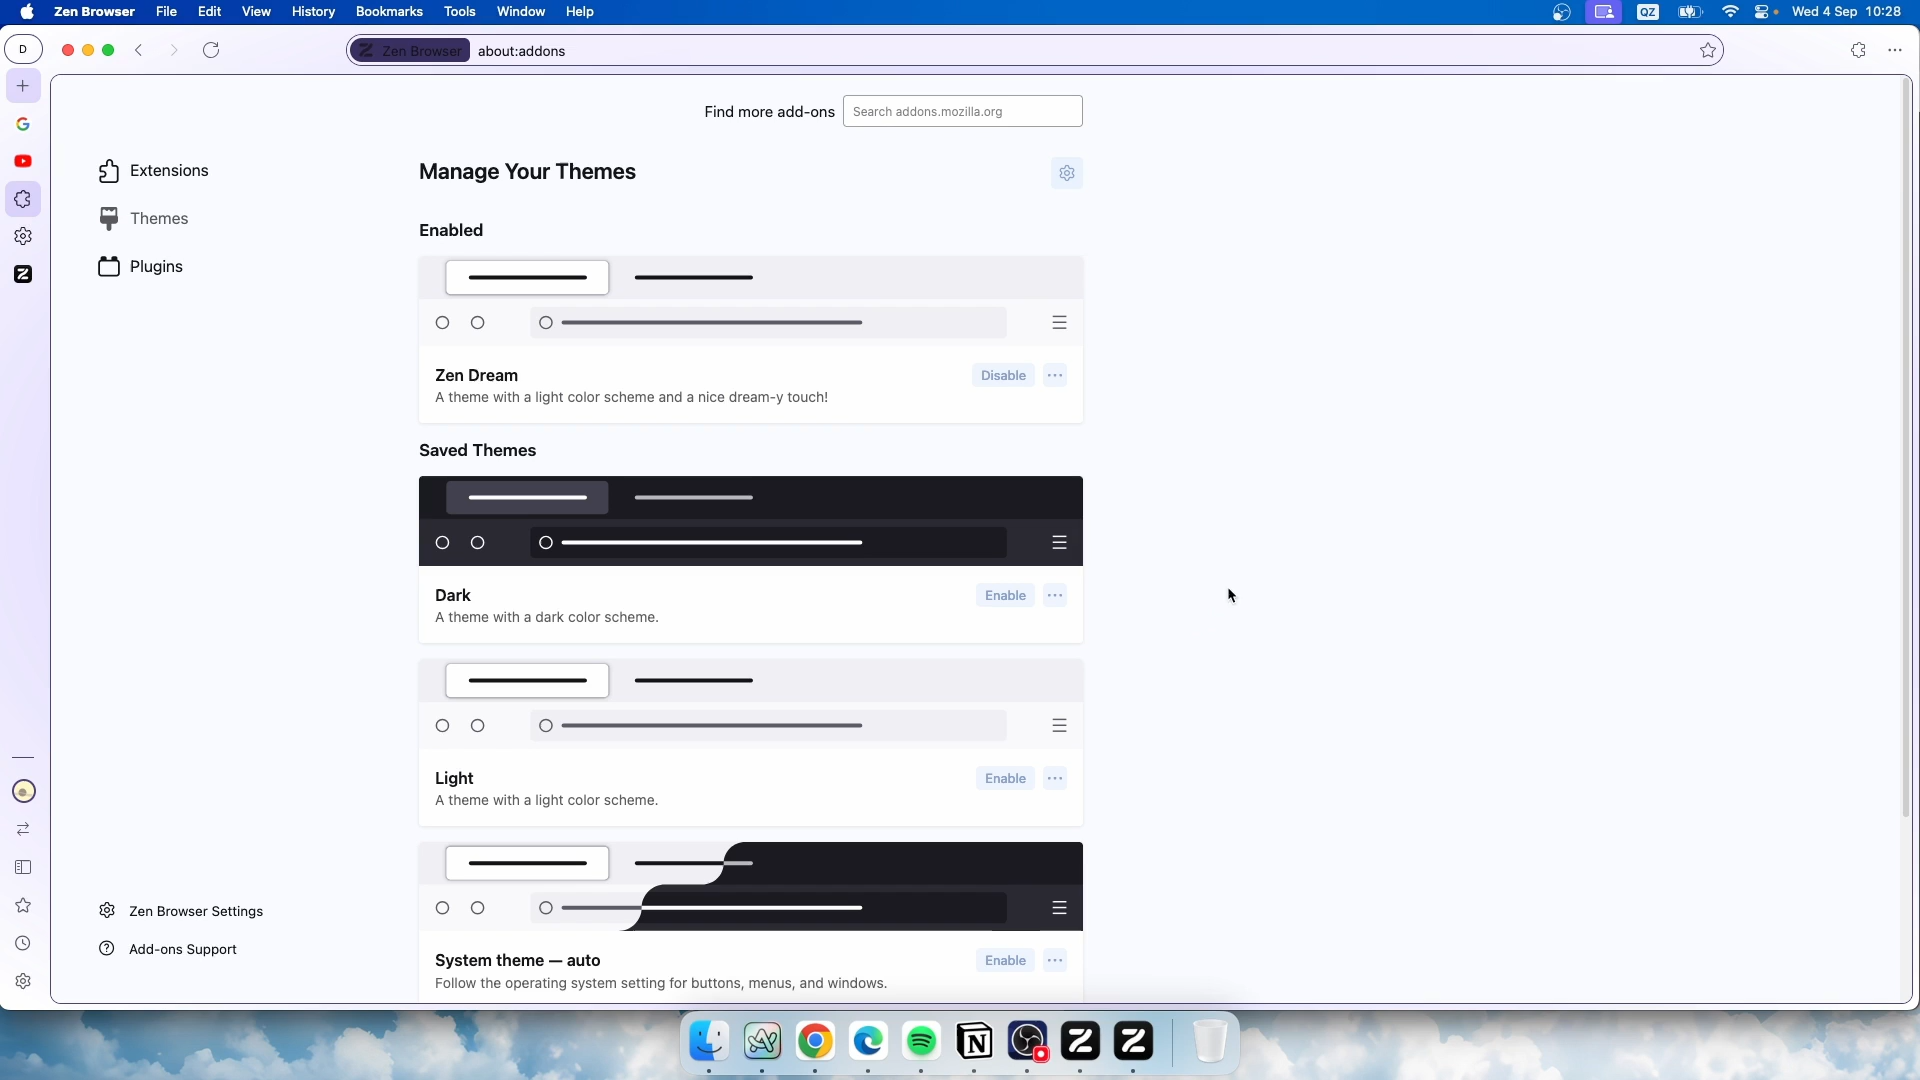 Zen Browser File Edit View History Bookmarks Tools Window Help
QZ Wed 4 Sep 10:28
D
Zen Browser about:addons
Find more add-ons Search addons.mozilla.org
Extensions
Themes
Plugins
Manage Your Themes
Enabled
Zen Dream
Disable
A theme with a light color scheme and a nice dream-y touch!
Saved Themes
Dark
Enable
A theme with a dark color scheme.
Light
Enable
A theme with a light color scheme.
System theme — auto
Enable
Follow the operating system setting for buttons, menus, and windows.
Zen Browser Settings
Add-ons Support